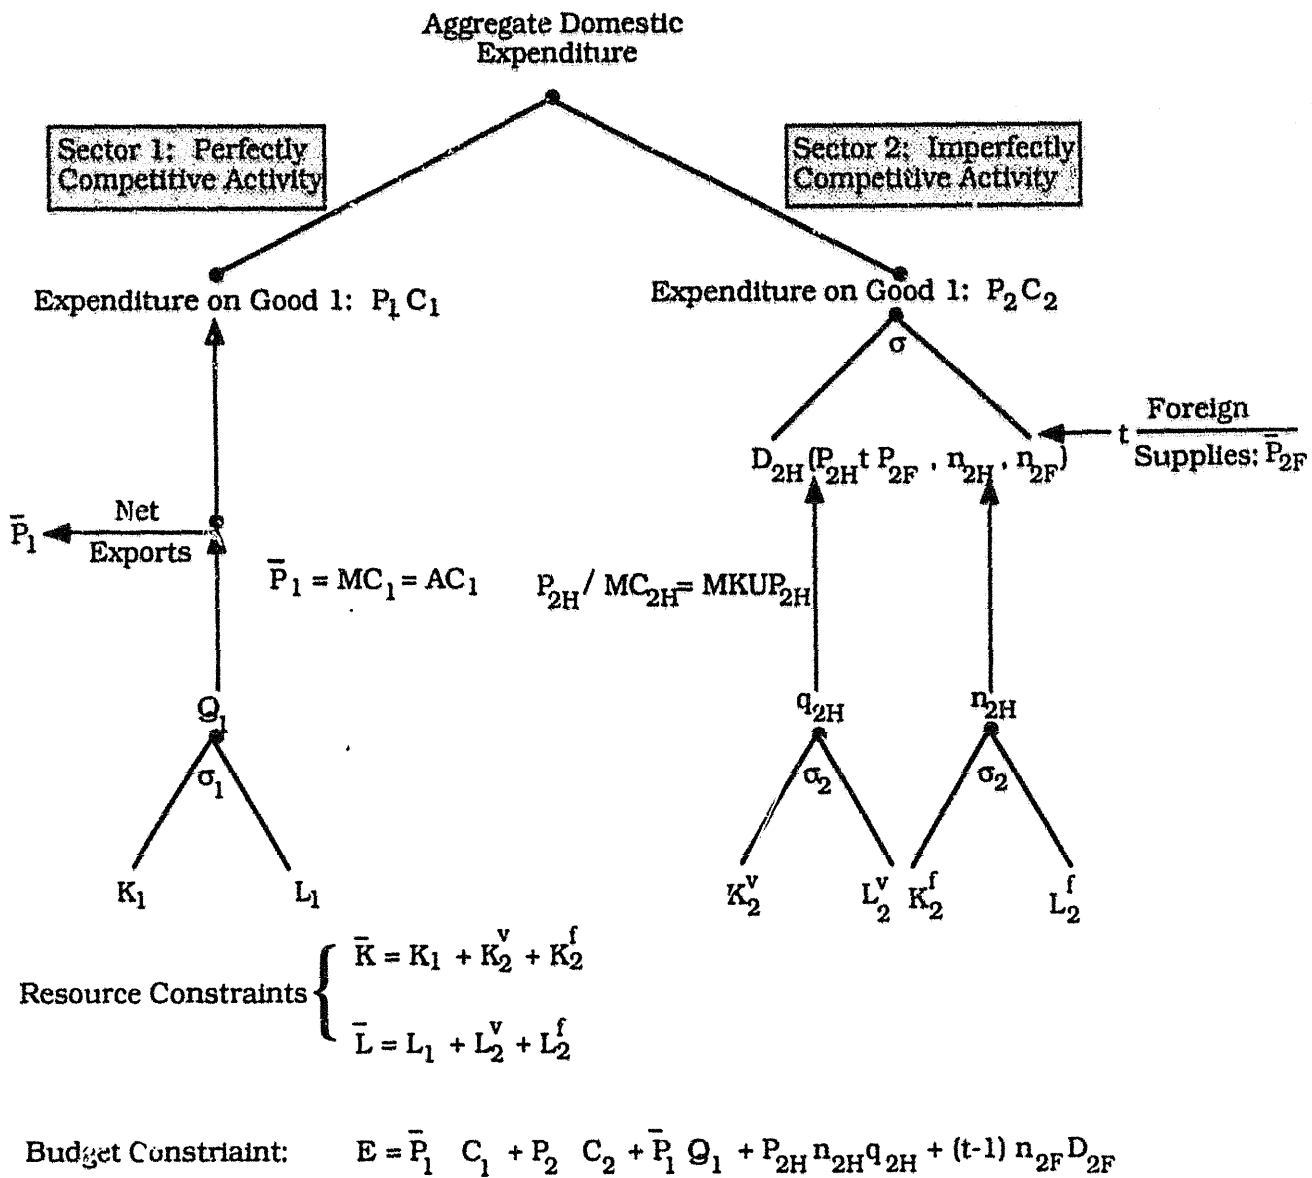 Aggregate Domestic
Expenditure
Sector 1: Perfectly
Competitive Activity
Sector 2: Imperfectly
Competitive Activity
Expenditure on Good 1: P₁ C₁
Expenditure on Good 1: P₂ C₂
σ
t Foreign
Supplies: P̄₂F
D₂H (P₂H t P₂F , n₂H , n₂F)
P̄₁ Net
Exports
P̄₁ = MC₁ = AC₁
P₂H / MC₂H = MKUP₂H
Q₁
q₂H
n₂H
σ₁
σ₂
σ₂
K₁
L₁
K₂ᵛ
L₂ᵛ
K₂ᶠ
L₂ᶠ
Resource Constraints {
K̄ = K₁ + K₂ᵛ + K₂ᶠ
L̄ = L₁ + L₂ᵛ + L₂ᶠ
Budget Constriaint: E = P̄₁ C₁ + P₂ C₂ + P̄₁ Q₁ + P₂H n₂H q₂H + (t-1) n₂F D₂F